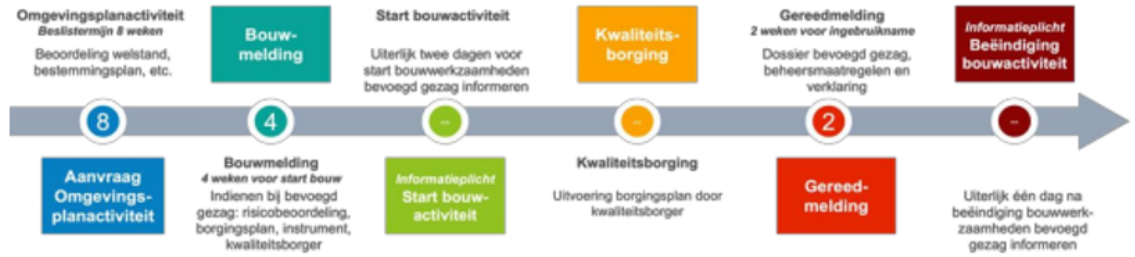 Omgevingsplanactiviteit
Beslistermijn 8 weken
Beoordeling welstand,
bestemmingsplan, etc.
8
Aanvraag
Omgevings-
planactiviteit
Bouw-
melding
4
Bouwmelding
4 weken voor start bouw
Indienen bij bevoegd
gezag: risicobeoordeling,
borgingsplan, instrument,
kwaliteitsborger
Start bouwactiviteit
Uiterlijk twee dagen voor
start bouwwerkzaamheden
bevoegd gezag informeren
-
Informatieplicht
Start bouw-
activiteit
Kwaliteits-
borging
-
Kwaliteitsborging
Uitvoering borgingsplan door
kwaliteitsborger
Gereedmelding
2 weken voor ingebruikname
Dossier bevoegd gezag,
beheersmaatregelen en
verklaring
2
Gereed-
melding
Informatieplicht
Beëindiging
bouwactiviteit
-
Uiterlijk één dag na
beëindiging bouwwerk-
zaamheden bevoegd
gezag informeren